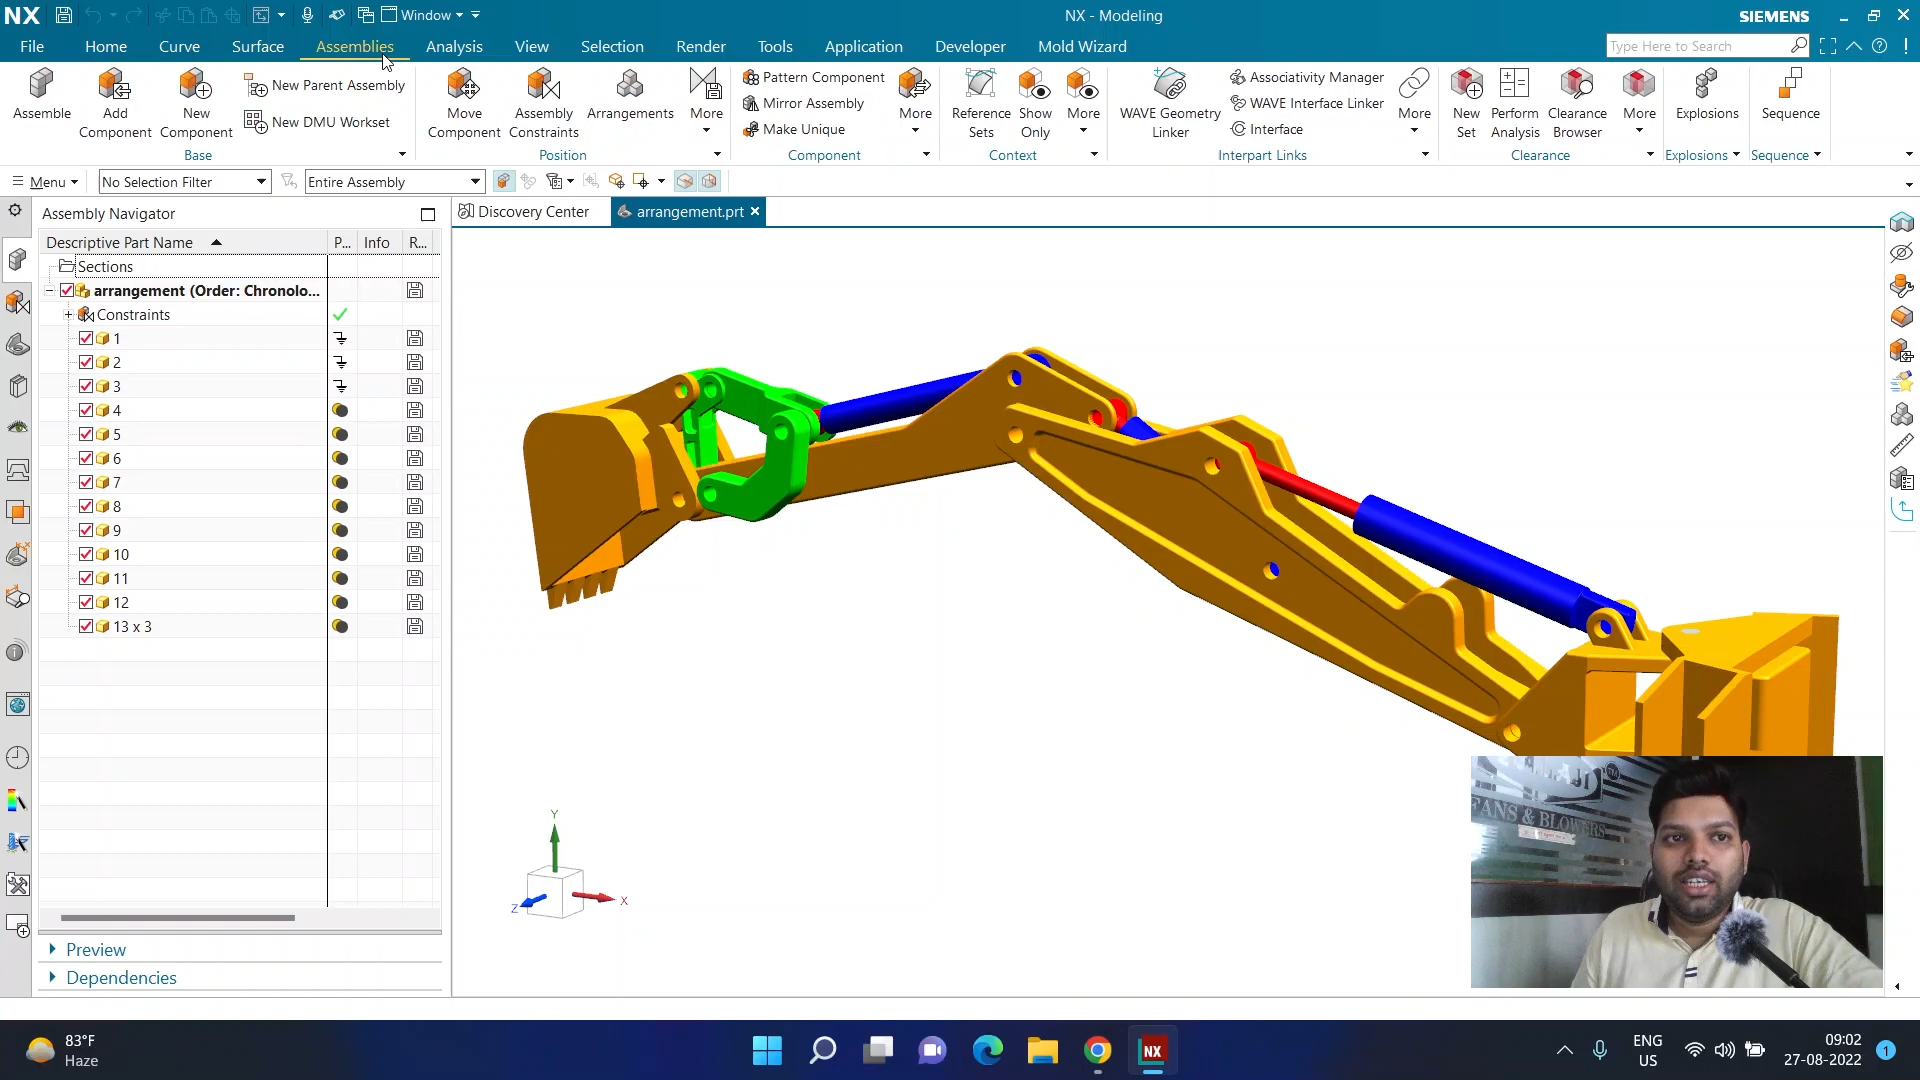 NX
Window
NX - Modeling
SIEMENS
File
Home
Curve
Surface
Assemblies
Analysis
View
Selection
Render
Tools
Application
Developer
Mold Wizard
Type Here to Search
Assemble
Add Component
New Component
New Parent Assembly
New DMU Workset
Base
Move Component
Assembly Constraints
Arrangements
More
Position
Pattern Component
Mirror Assembly
Make Unique
More
Component
Reference Sets
Show Only
More
Context
WAVE Geometry Linker
Associativity Manager
WAVE Interface Linker
Interface
More
Interpart Links
New Set
Perform Analysis
Clearance Browser
More
Clearance
Explosions
Explosions
Sequence
Sequence
Menu
No Selection Filter
Entire Assembly
Assembly Navigator
Discovery Center
arrangement.prt
Descriptive Part Name
P...
Info
R...
Sections
arrangement (Order: Chronolo...
Constraints
1
2
3
4
5
6
7
8
9
10
11
12
13 x 3
Preview
Dependencies
Y
X
Z
FANS & BLOWERS
83°F
Haze
NX
ENG
US
09:02
27-08-2022
1